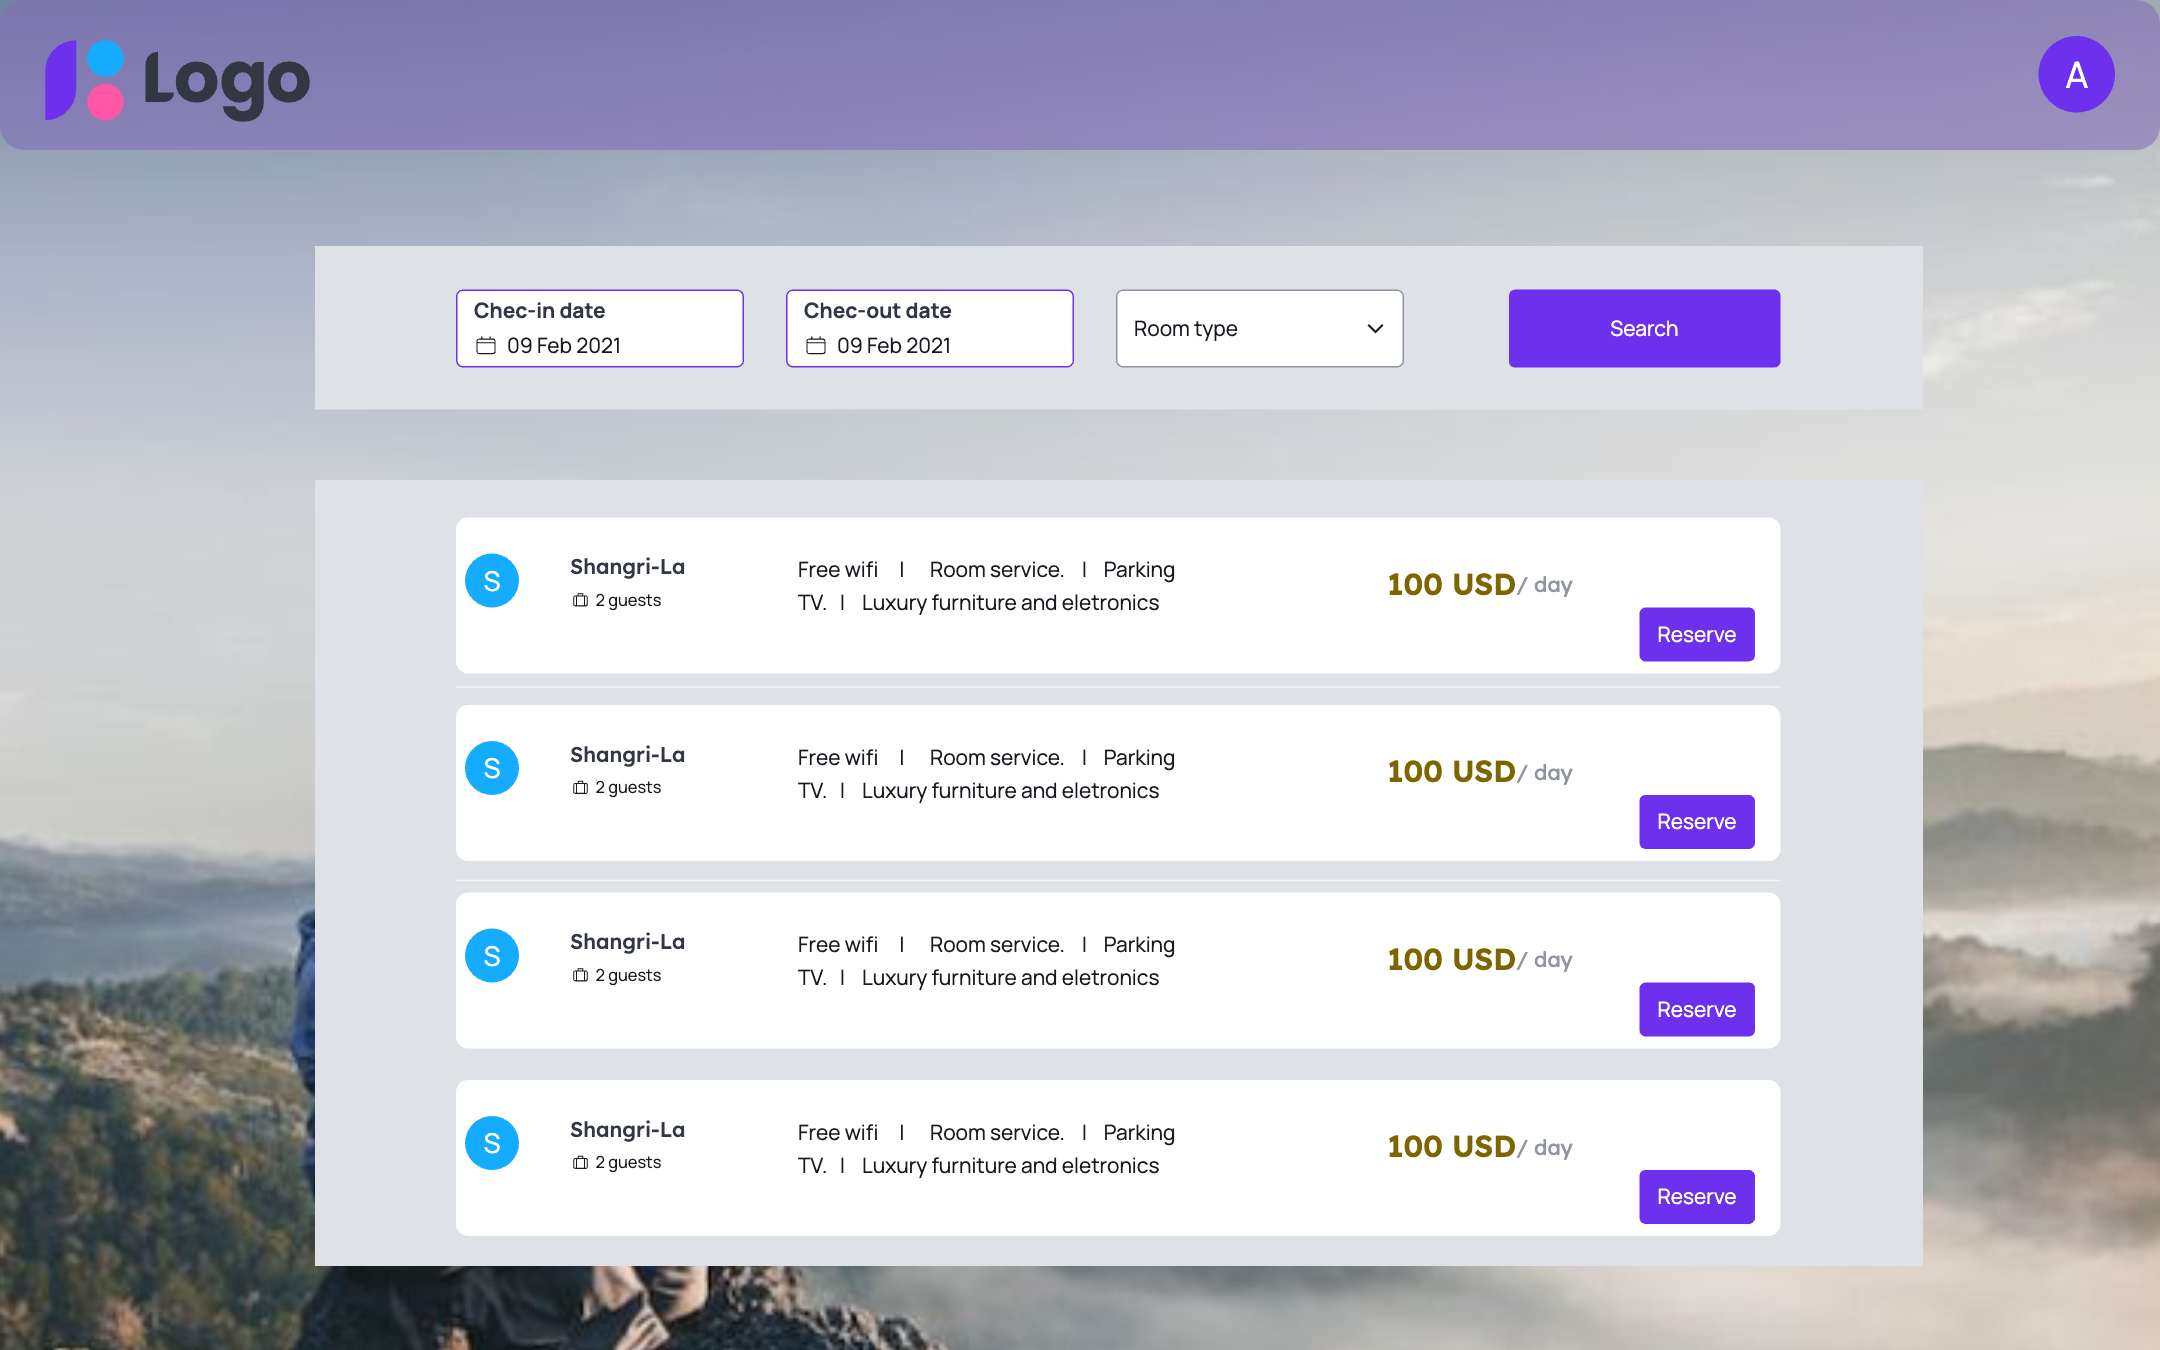 Logo
A
Chec-in date
09 Feb 2021
Chec-out date
09 Feb 2021
Room type
Search
S
Shangri-La
2 guests
Free wifi | Room service. | Parking
TV. | Luxury furniture and eletronics
100 USD/ day
Reserve
S
Shangri-La
2 guests
Free wifi | Room service. | Parking
TV. | Luxury furniture and eletronics
100 USD/ day
Reserve
S
Shangri-La
2 guests
Free wifi | Room service. | Parking
TV. | Luxury furniture and eletronics
100 USD/ day
Reserve
S
Shangri-La
2 guests
Free wifi | Room service. | Parking
TV. | Luxury furniture and eletronics
100 USD/ day
Reserve